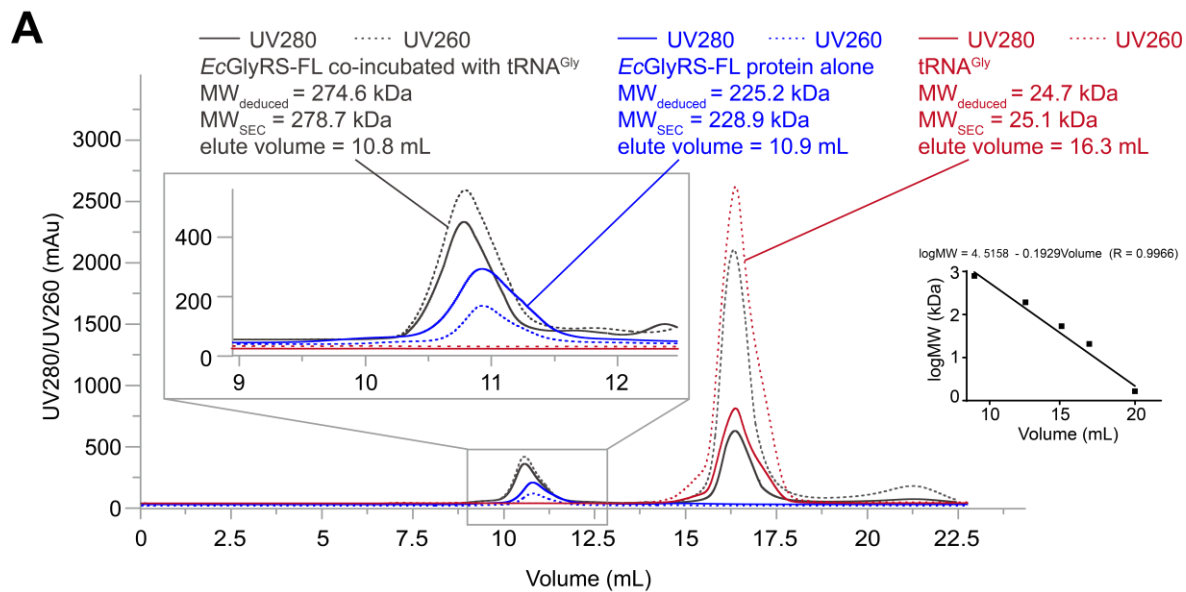 A
UV280 UV260
EcGlyRS-FL co-incubated with tRNAGly
MWdeduced = 274.6 kDa
MWSEC = 278.7 kDa
elute volume = 10.8 mL
UV280 UV260
EcGlyRS-FL protein alone
MWdeduced = 225.2 kDa
MWSEC = 228.9 kDa
elute volume = 10.9 mL
UV280 UV260
tRNAGly
MWdeduced = 24.7 kDa
MWSEC = 25.1 kDa
elute volume = 16.3 mL
UV280/UV260 (mAu)
3000
2500
2000
1500
1000
500
0
400
200
0
9 10 11 12
logMW = 4.5158 - 0.1929Volume (R = 0.9966)
logMW (kDa)
3
2
1
0
10 15 20
Volume (mL)
0 2.5 5 7.5 10 12.5 15 17.5 20 22.5
Volume (mL)